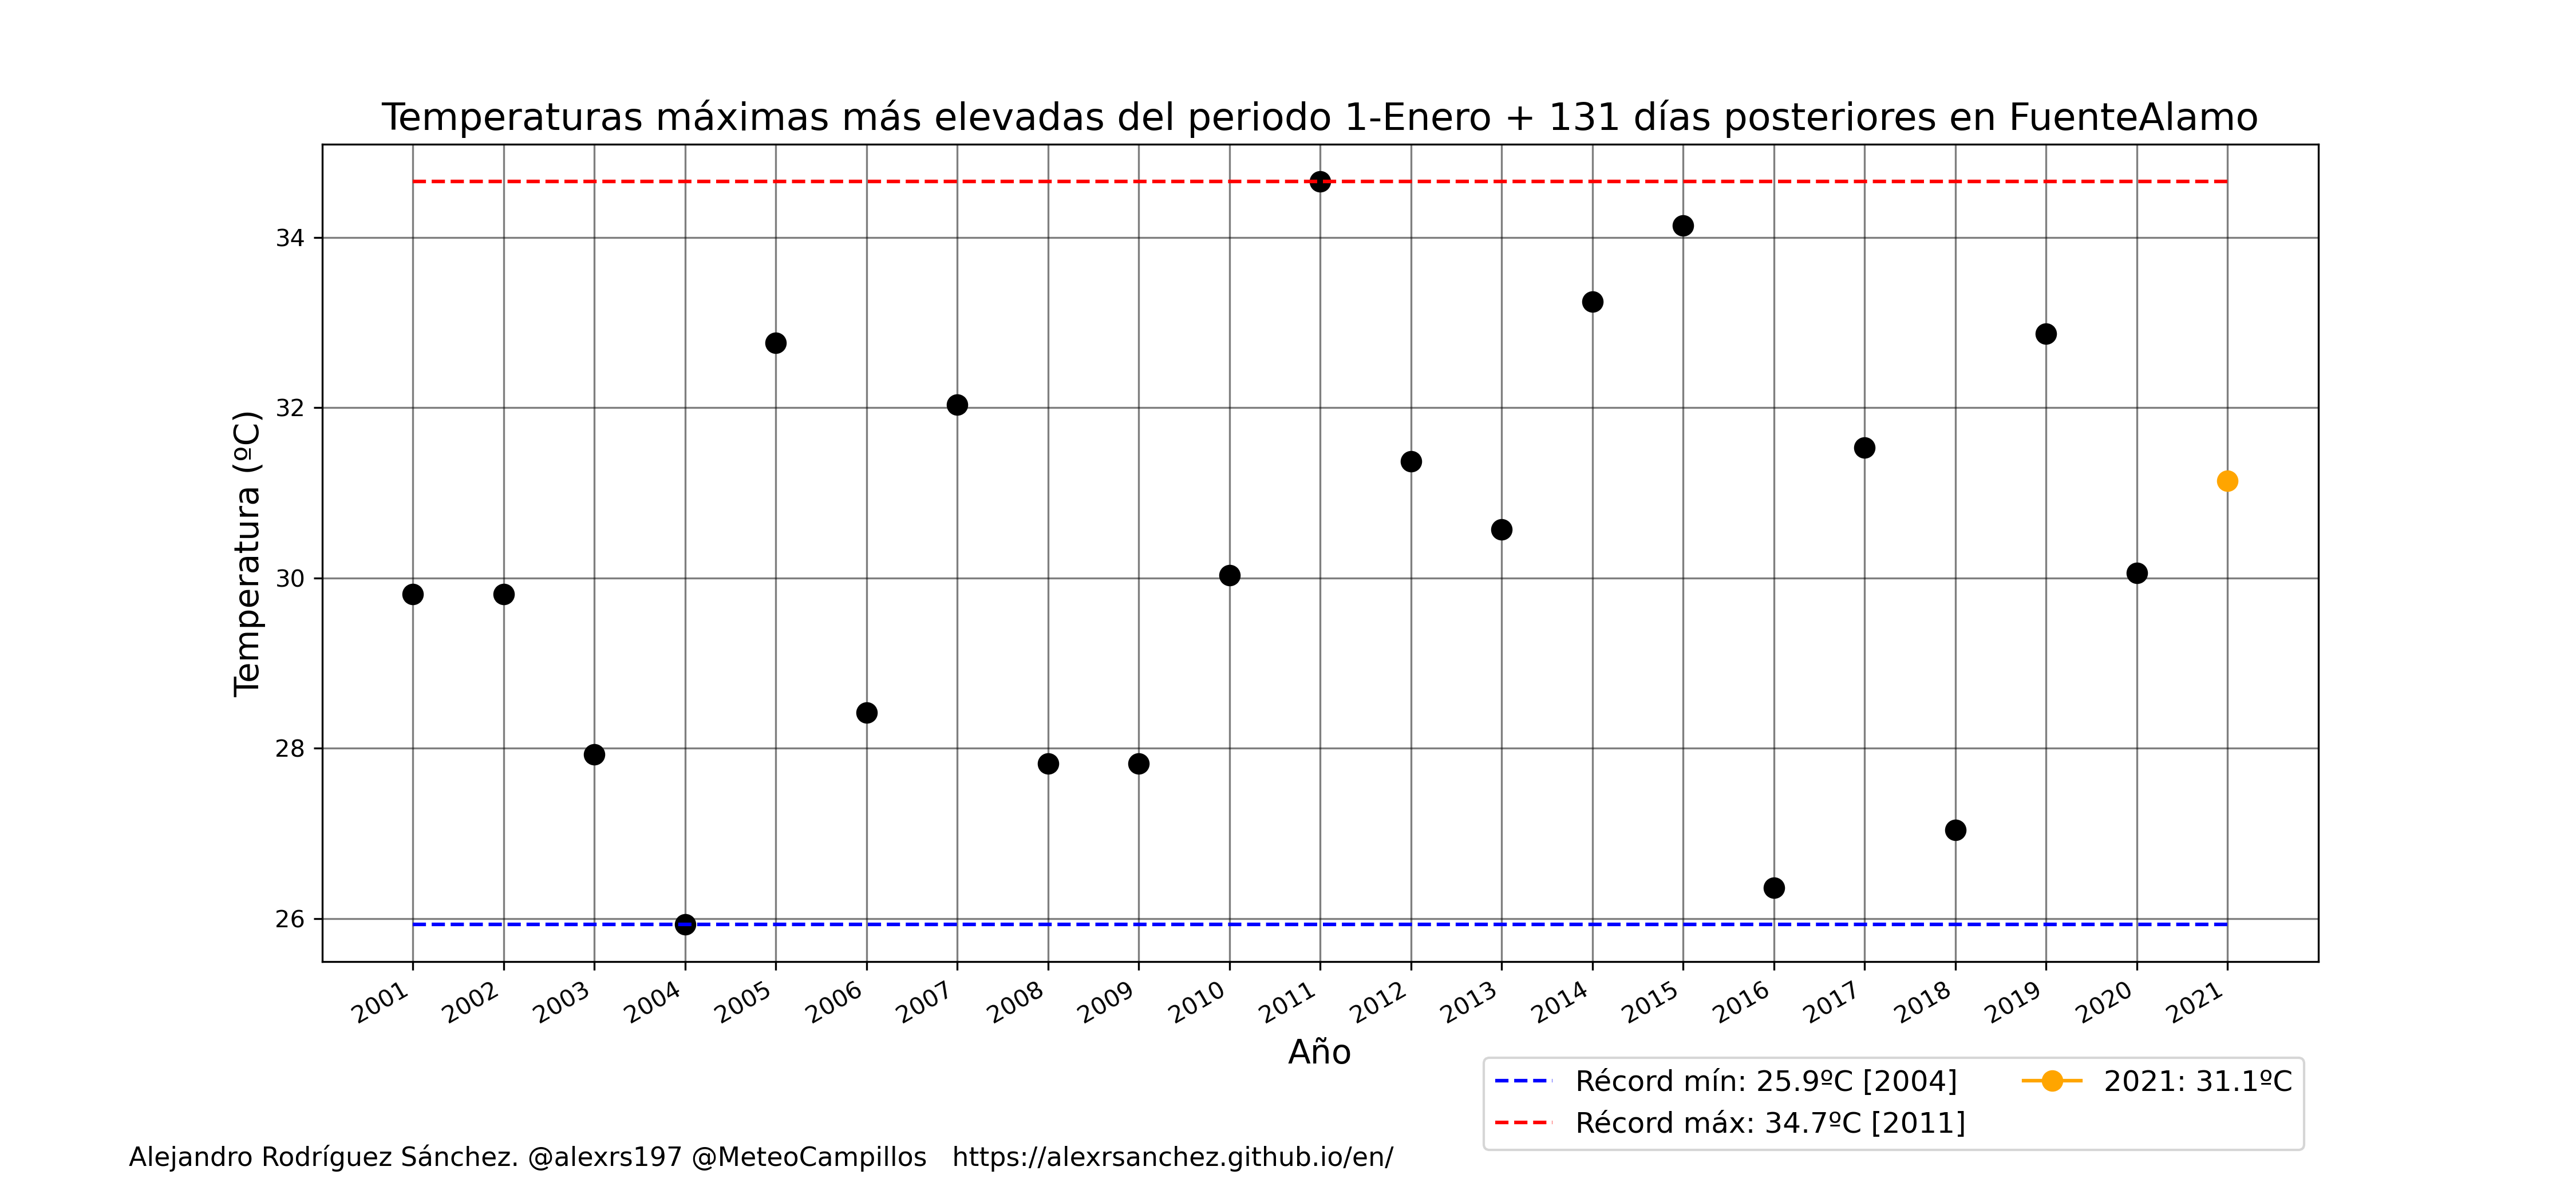 Temperaturas máximas más elevadas del periodo 1-Enero + 131 días posteriores en FuenteAlamo
Temperatura (ºC)
34
32
30
28
26
2001 2002 2003 2004 2005 2006 2007 2008 2009 2010 2011 2012 2013 2014 2015 2016 2017 2018 2019 2020 2021
Año
Récord mín: 25.9ºC [2004]
Récord máx: 34.7ºC [2011]
2021: 31.1ºC
Alejandro Rodríguez Sánchez. @alexrs197 @MeteoCampillos https://alexrsanchez.github.io/en/